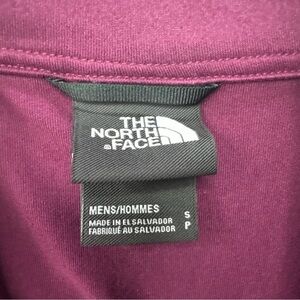 THE
NORTH
FACE
MENS/HOMMES
S
MADE IN EL SALVADOR
P
FABRIQUÉ AU SALVADOR